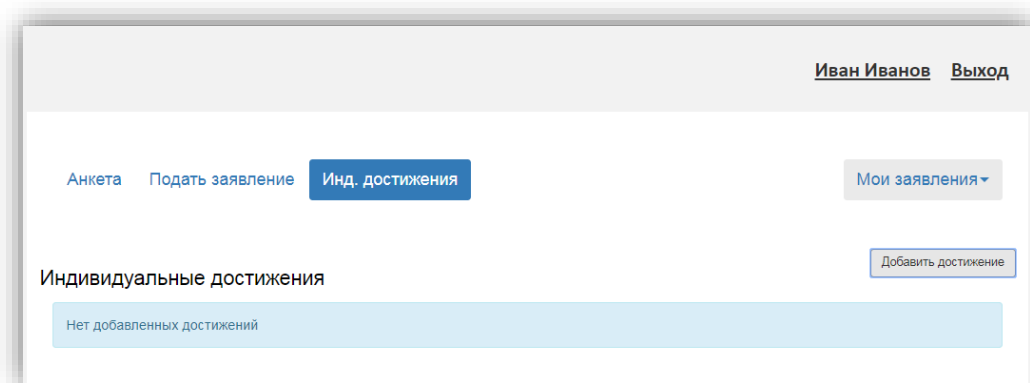 Иван Иванов Выход
Анкета Подать заявление Инд. достижения Мои заявления
Добавить достижение
Индивидуальные достижения
Нет добавленных достижений